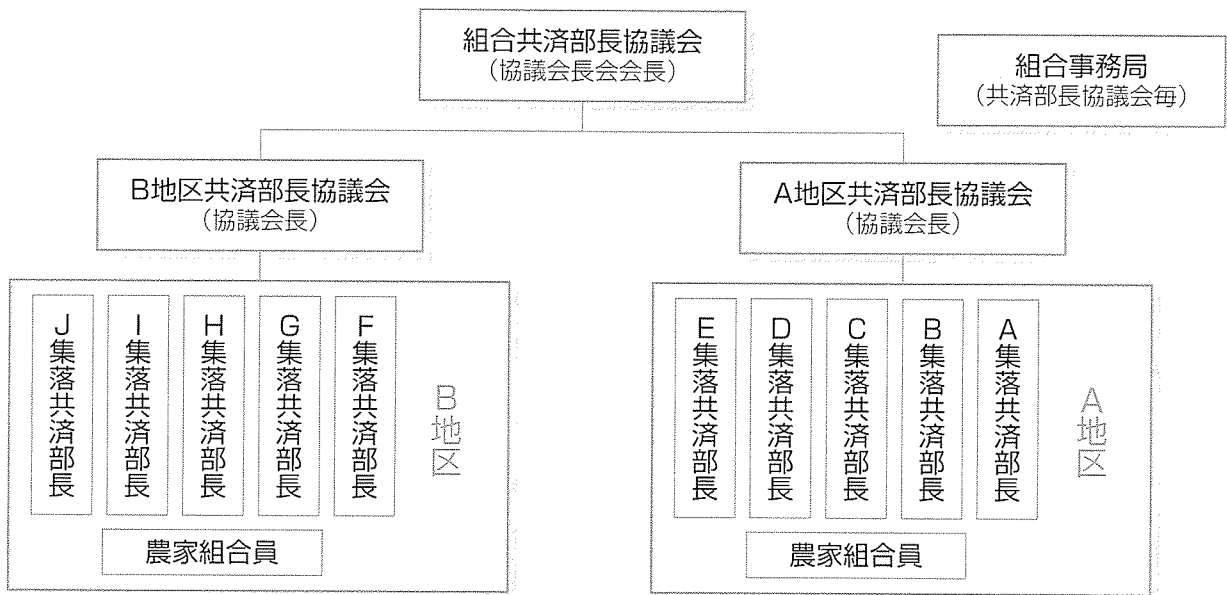 組合共済部長協議会
（協議会長会会長）
組合事務局
（共済部長協議会毎）
B地区共済部長協議会
（協議会長）
A地区共済部長協議会
（協議会長）
A地区
A集落共済部長
B集落共済部長
C集落共済部長
D集落共済部長
E集落共済部長
農家組合員
B地区
F集落共済部長
G集落共済部長
H集落共済部長
I集落共済部長
J集落共済部長
農家組合員